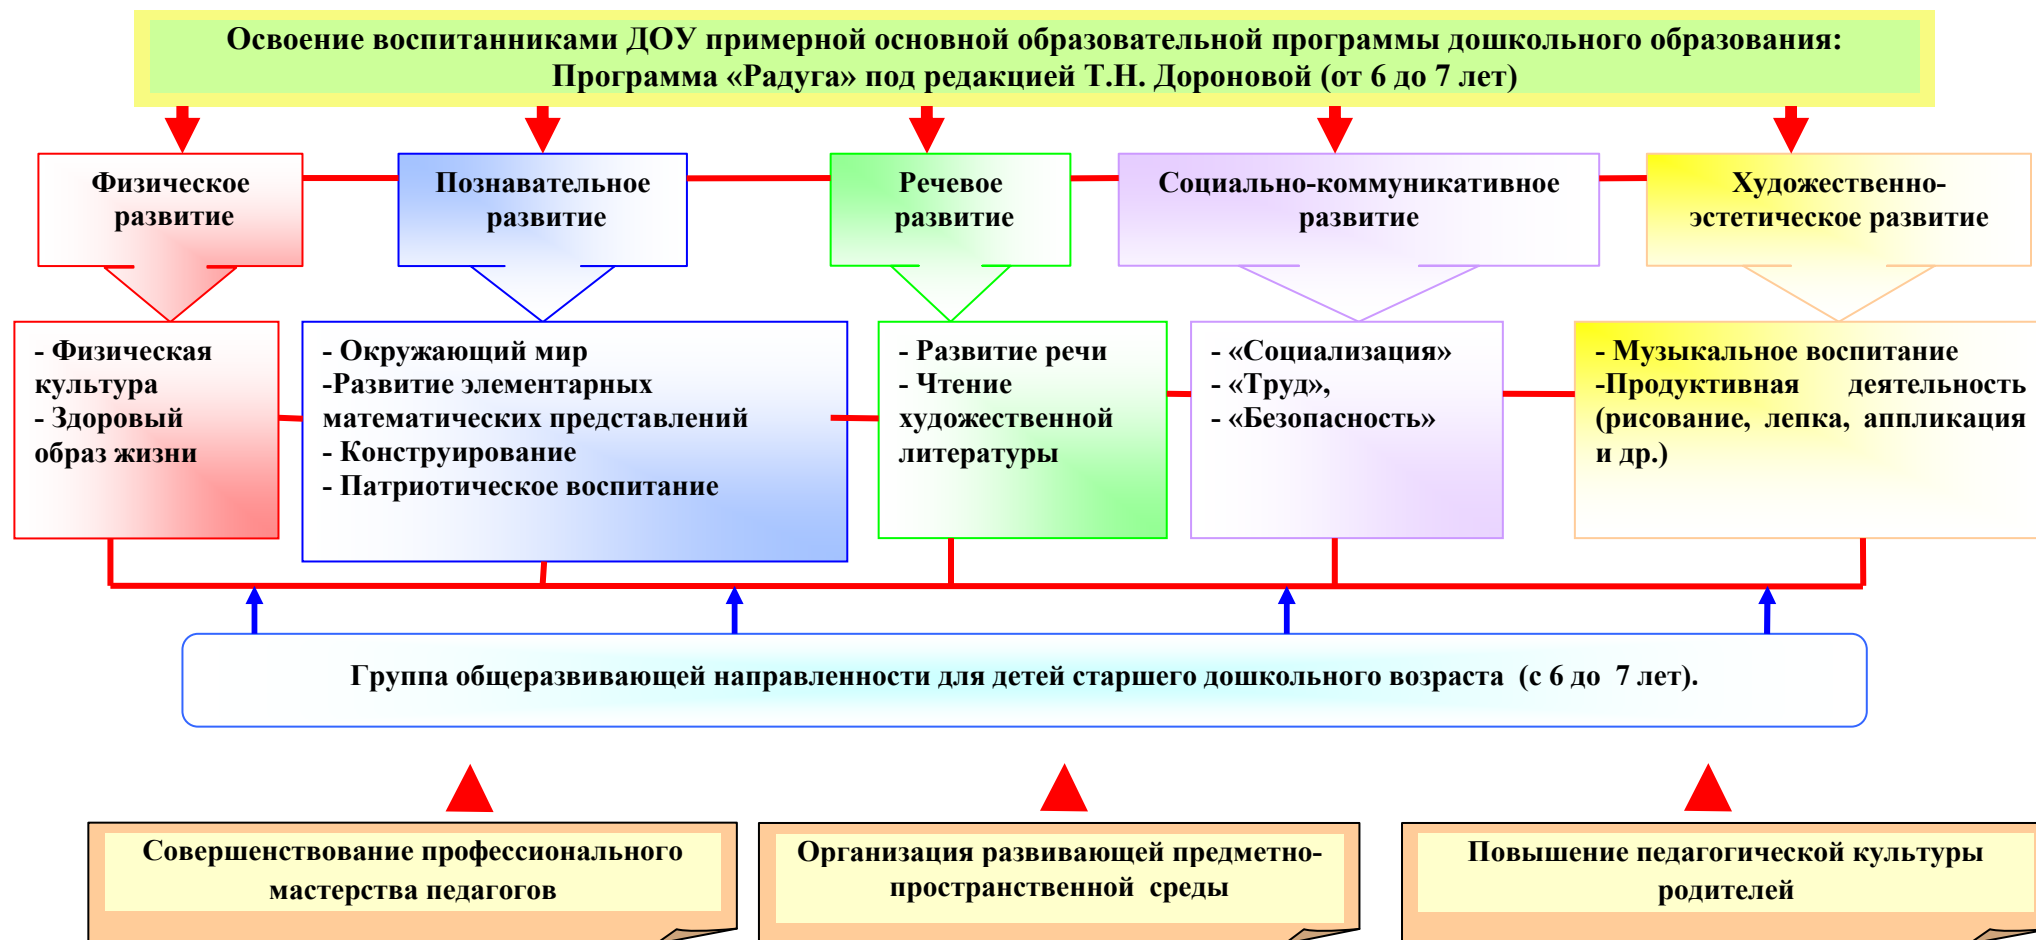 Освоение воспитанниками ДОУ примерной основной образовательной программы дошкольного образования:
Программа «Радуга» под редакцией Т.Н. Дороновой (от 6 до 7 лет)
Физическое
развитие
Познавательное
развитие
Речевое
развитие
Социально-коммуникативное
развитие
Художественно-
эстетическое развитие
- Физическая
культура
- Здоровый
образ жизни
- Окружающий мир
-Развитие элементарных
математических представлений
- Конструирование
- Патриотическое воспитание
- Развитие речи
- Чтение
художественной
литературы
- «Социализация»
- «Труд»,
- «Безопасность»
- Музыкальное воспитание
-Продуктивная деятельность
(рисование, лепка, аппликация
и др.)
Группа общеразвивающей направленности для детей старшего дошкольного возраста (с 6 до 7 лет).
Совершенствование профессионального
мастерства педагогов
Организация развивающей предметно-
пространственной среды
Повышение педагогической культуры
родителей